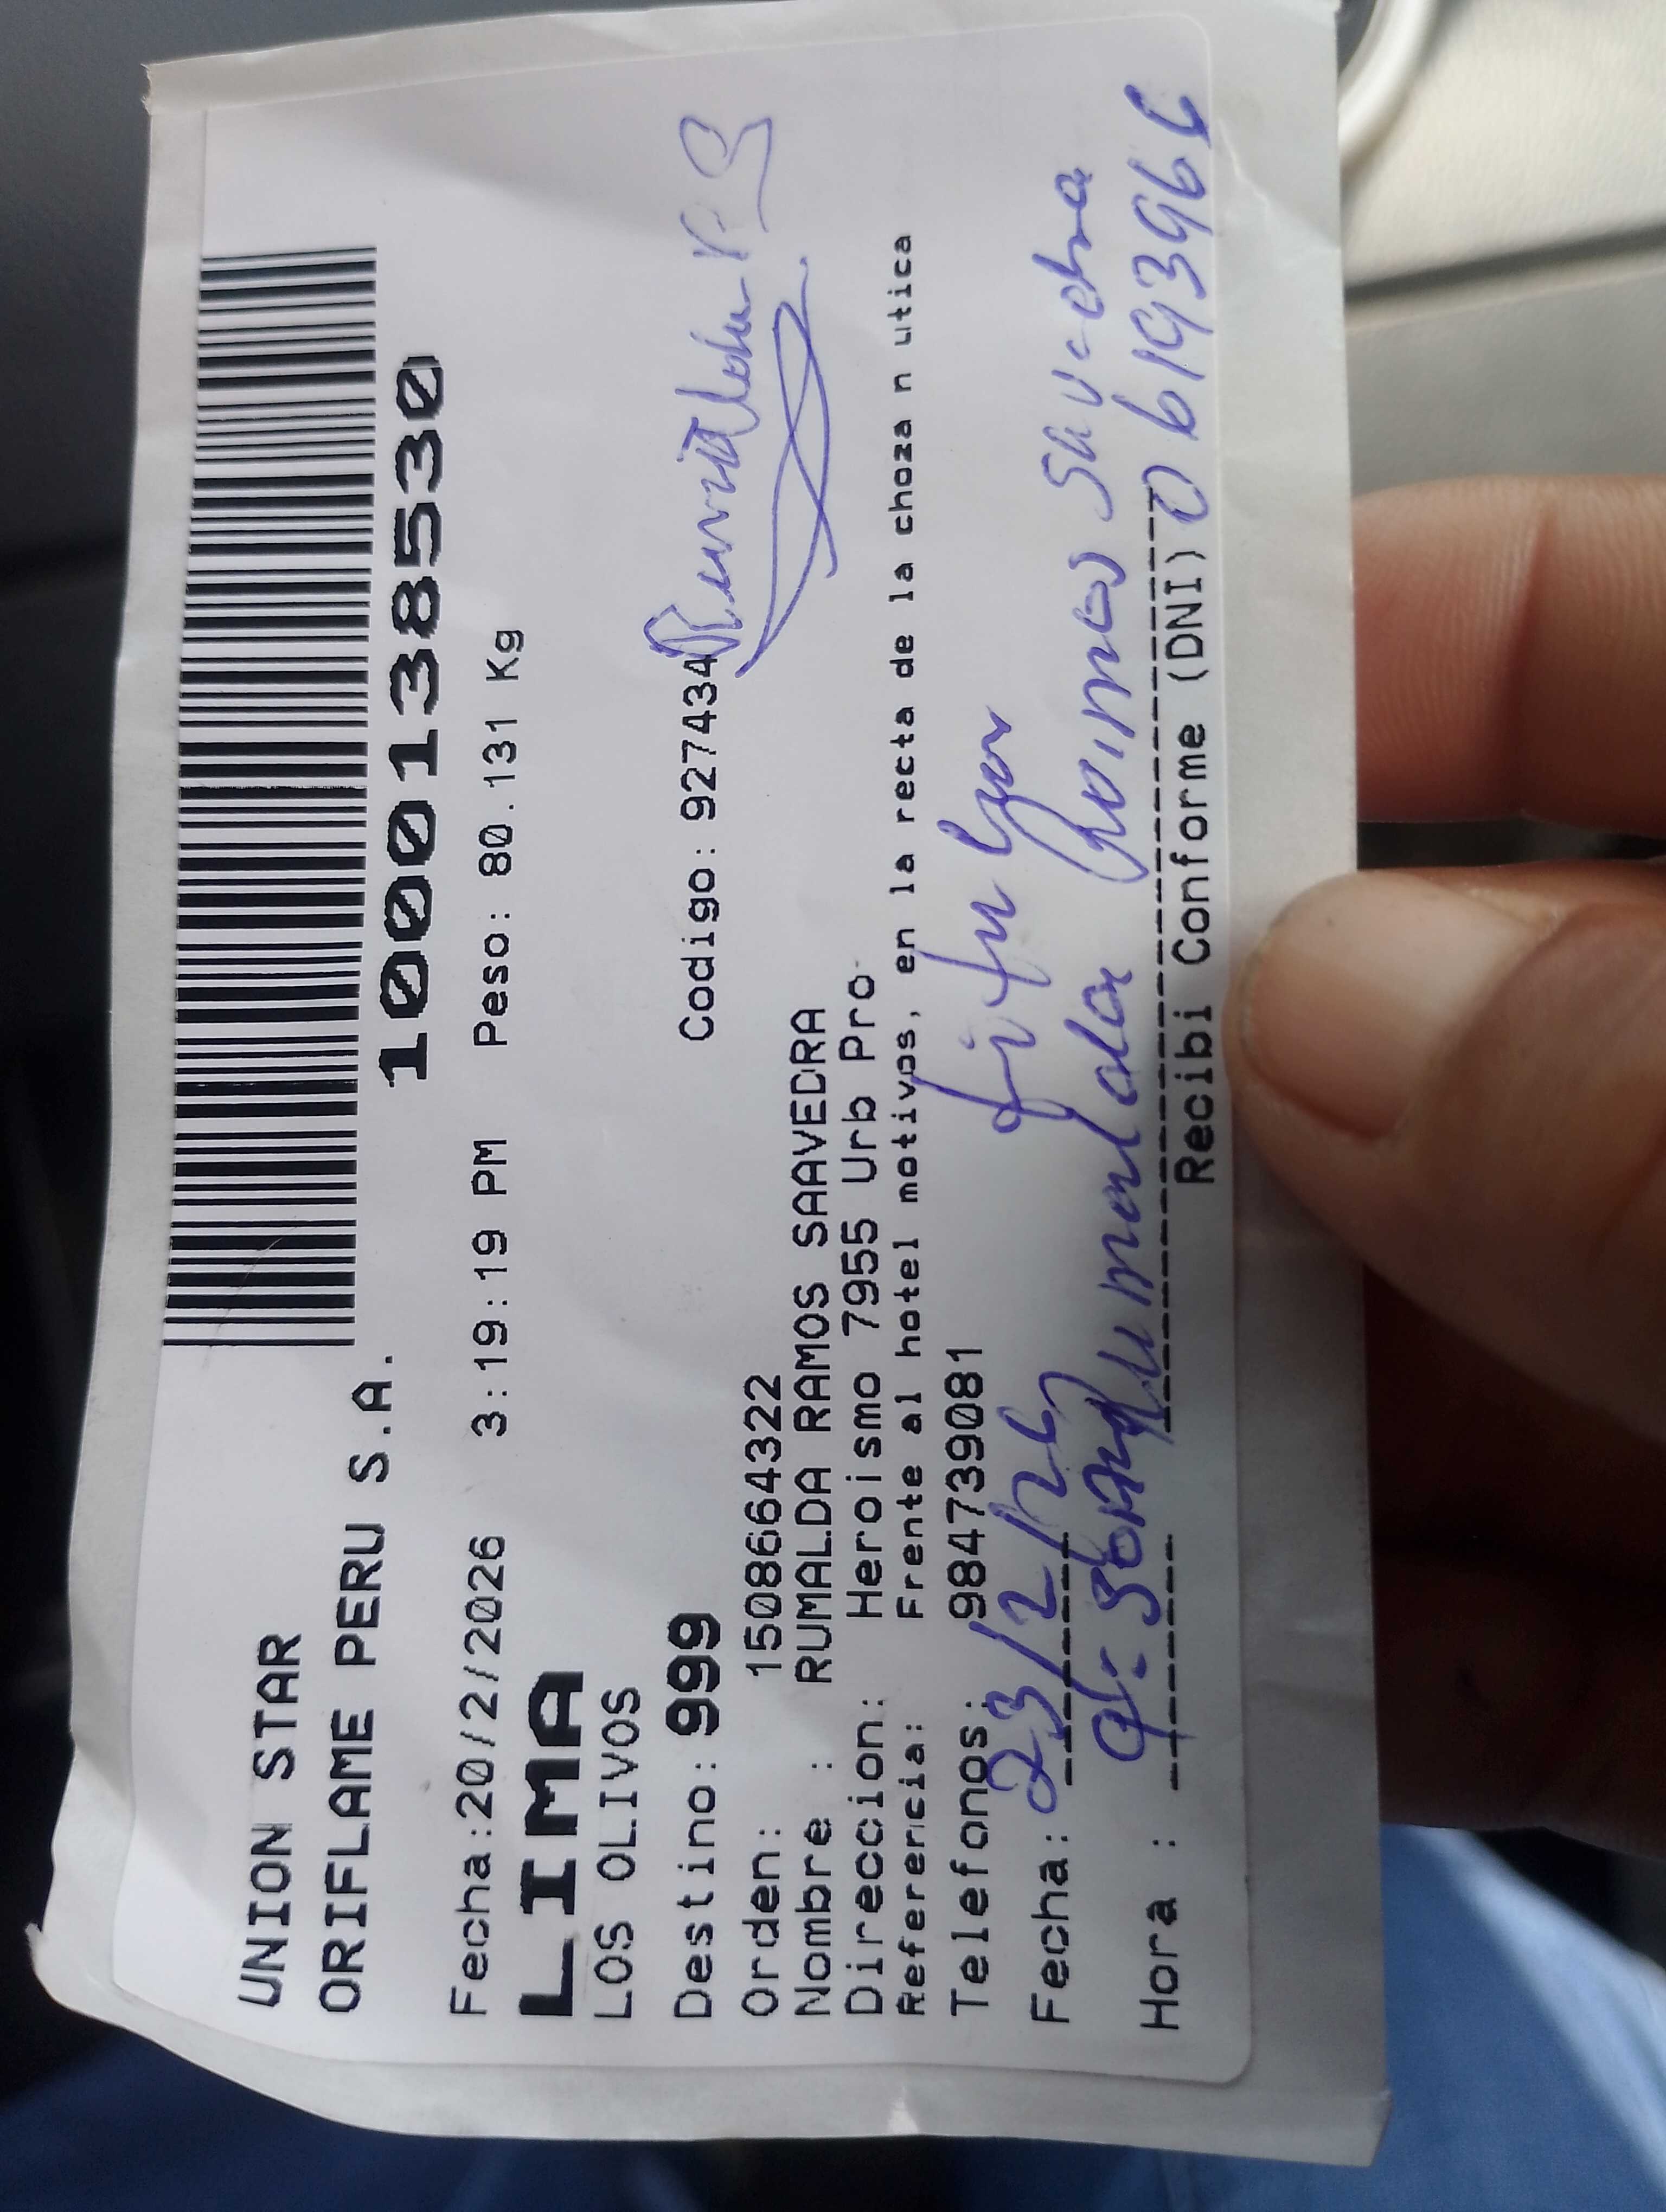 UNION STAR
ORIFLAME PERU S.A.
1000138530
Fecha:20/2/2026 3:19:19 PM Peso: 80.131 Kg
LIMA
LOS OLIVOS
Destino: 999 Codigo: 927434
Orden: 1508664322
Nombre : RUMALDA RAMOS SAAVEDRA
Direccion: Heroismo 7955 Urb Pro
Referencia: Frente al hotel motivos, en la recta de la choza n utica
Telefonos: 984739081
Fecha: 23/2/26
Rumalda Ramos
Hora :
Recibi Conforme (DNI) 06193966